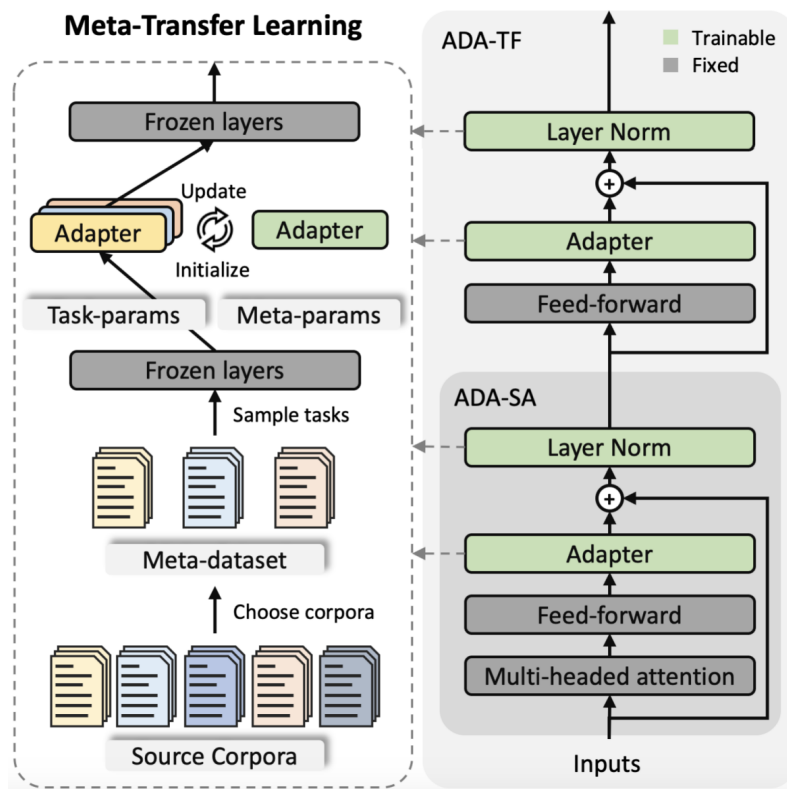 Meta-Transfer Learning
Frozen layers
Update
Adapter
Adapter
Initialize
Task-params
Meta-params
Frozen layers
Sample tasks
Meta-dataset
Choose corpora
Source Corpora
ADA-TF
Trainable
Fixed
Layer Norm
+
Adapter
Feed-forward
ADA-SA
Layer Norm
+
Adapter
Feed-forward
Multi-headed attention
Inputs